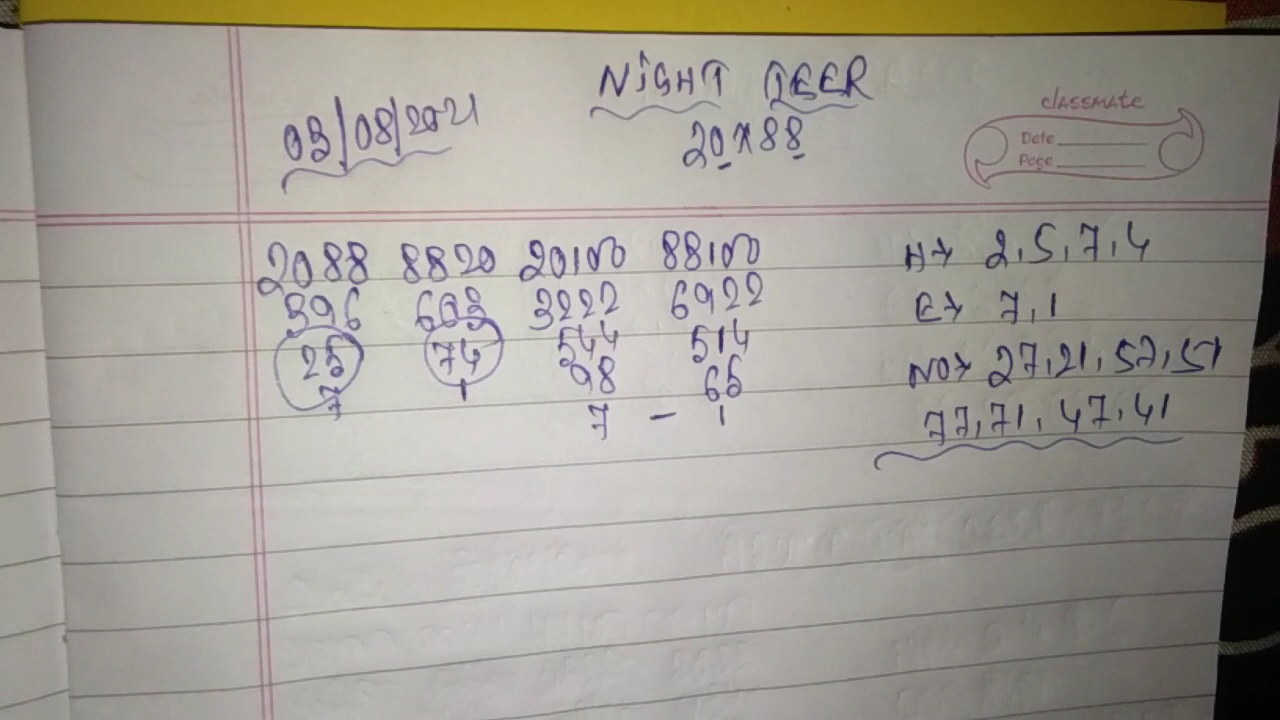 NIGHT TEER
03/08/2021
20x88
CLASSMATE
Date
Page
2088 8820 20100 88100
396 602 3222 6922
25 74 544 514
7 1 98 65
7 - 1
H→ 2,5,7,4
E→ 7,1
NO→ 27,21,57,51
77,71,47,41